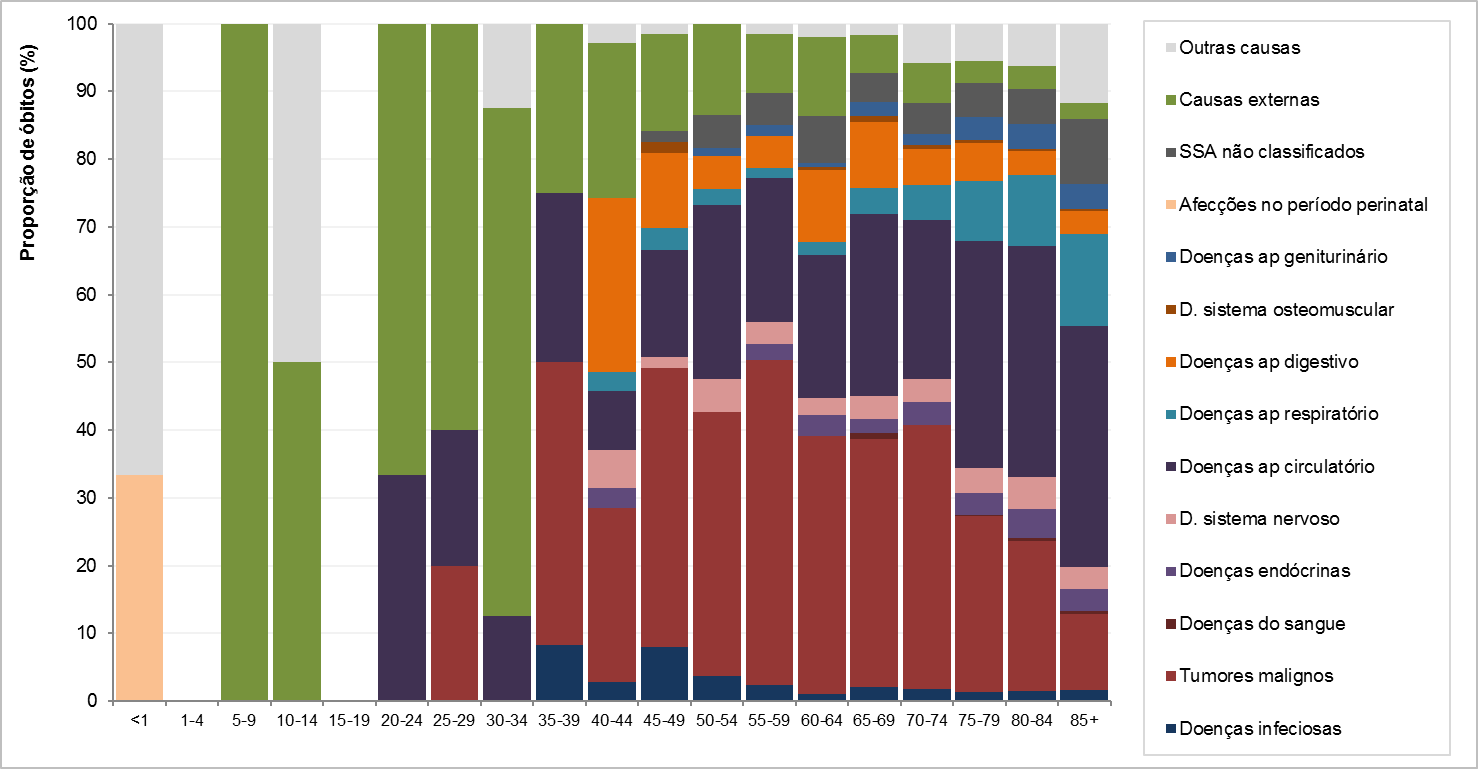 Proporção de óbitos (%)
100
90
80
70
60
50
40
30
20
10
0
<1 1-4 5-9 10-14 15-19 20-24 25-29 30-34 35-39 40-44 45-49 50-54 55-59 60-64 65-69 70-74 75-79 80-84 85+
Outras causas
Causas externas
SSA não classificados
Afecções no período perinatal
Doenças ap geniturinário
D. sistema osteomuscular
Doenças ap digestivo
Doenças ap respiratório
Doenças ap circulatório
D. sistema nervoso
Doenças endócrinas
Doenças do sangue
Tumores malignos
Doenças infeciosas